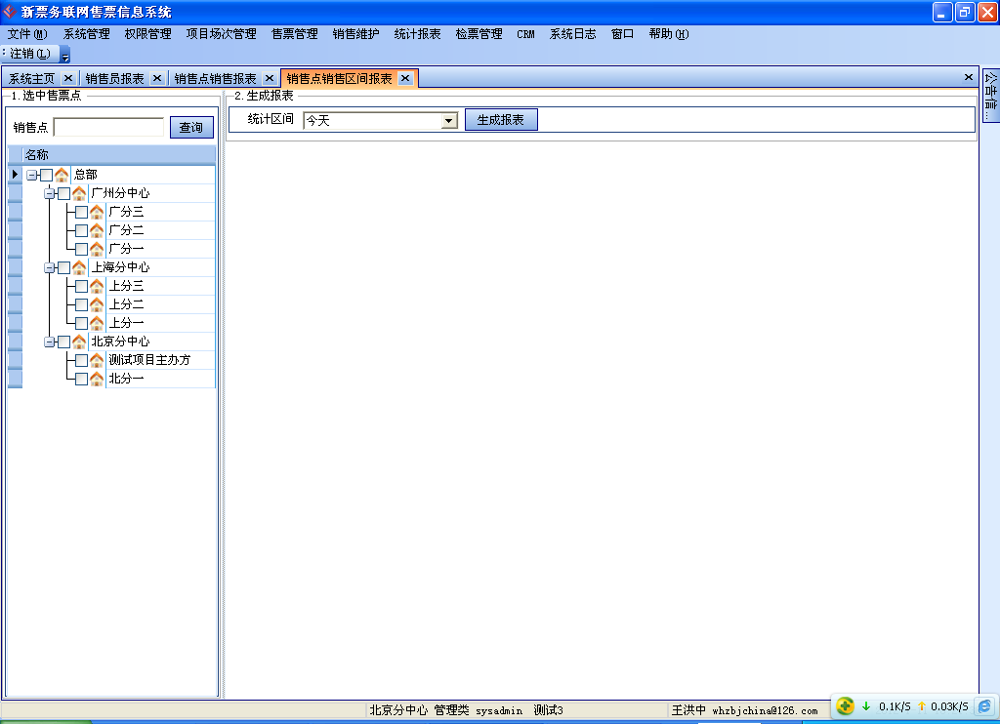 新票务联网售票信息系统
文件(M) 系统管理 权限管理 项目场次管理 售票管理 销售维护 统计报表 检票管理 CRM 系统日志 窗口 帮助(H)
注销(L)
系统主页 销售员报表 销售点销售报表 销售点销售区间报表
公告信...
1.选中售票点
2.生成报表
销售点 查询
统计区间 今天 生成报表
名称
总部
广州分中心
广分三
广分二
广分一
上海分中心
上分三
上分二
上分一
北京分中心
测试项目主办方
北分一
北京分中心 管理类 sysadmin 测试3
王洪中 whzbjchina@126.com
0.1K/S 0.03K/S